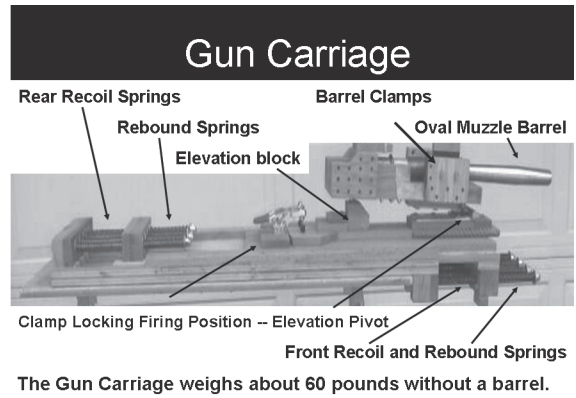 Gun Carriage
Rear Recoil Springs
Barrel Clamps
Rebound Springs
Oval Muzzle Barrel
Elevation block
Clamp Locking Firing Position -- Elevation Pivot
Front Recoil and Rebound Springs
The Gun Carriage weighs about 60 pounds without a barrel.